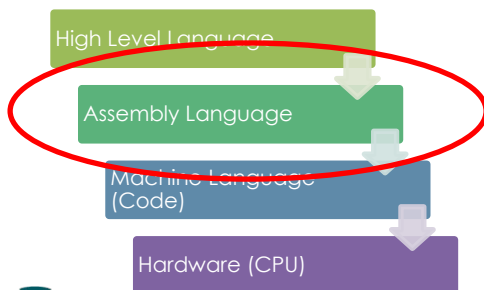 High Level Language
Assembly Language
Machine Language
(Code)
Hardware (CPU)